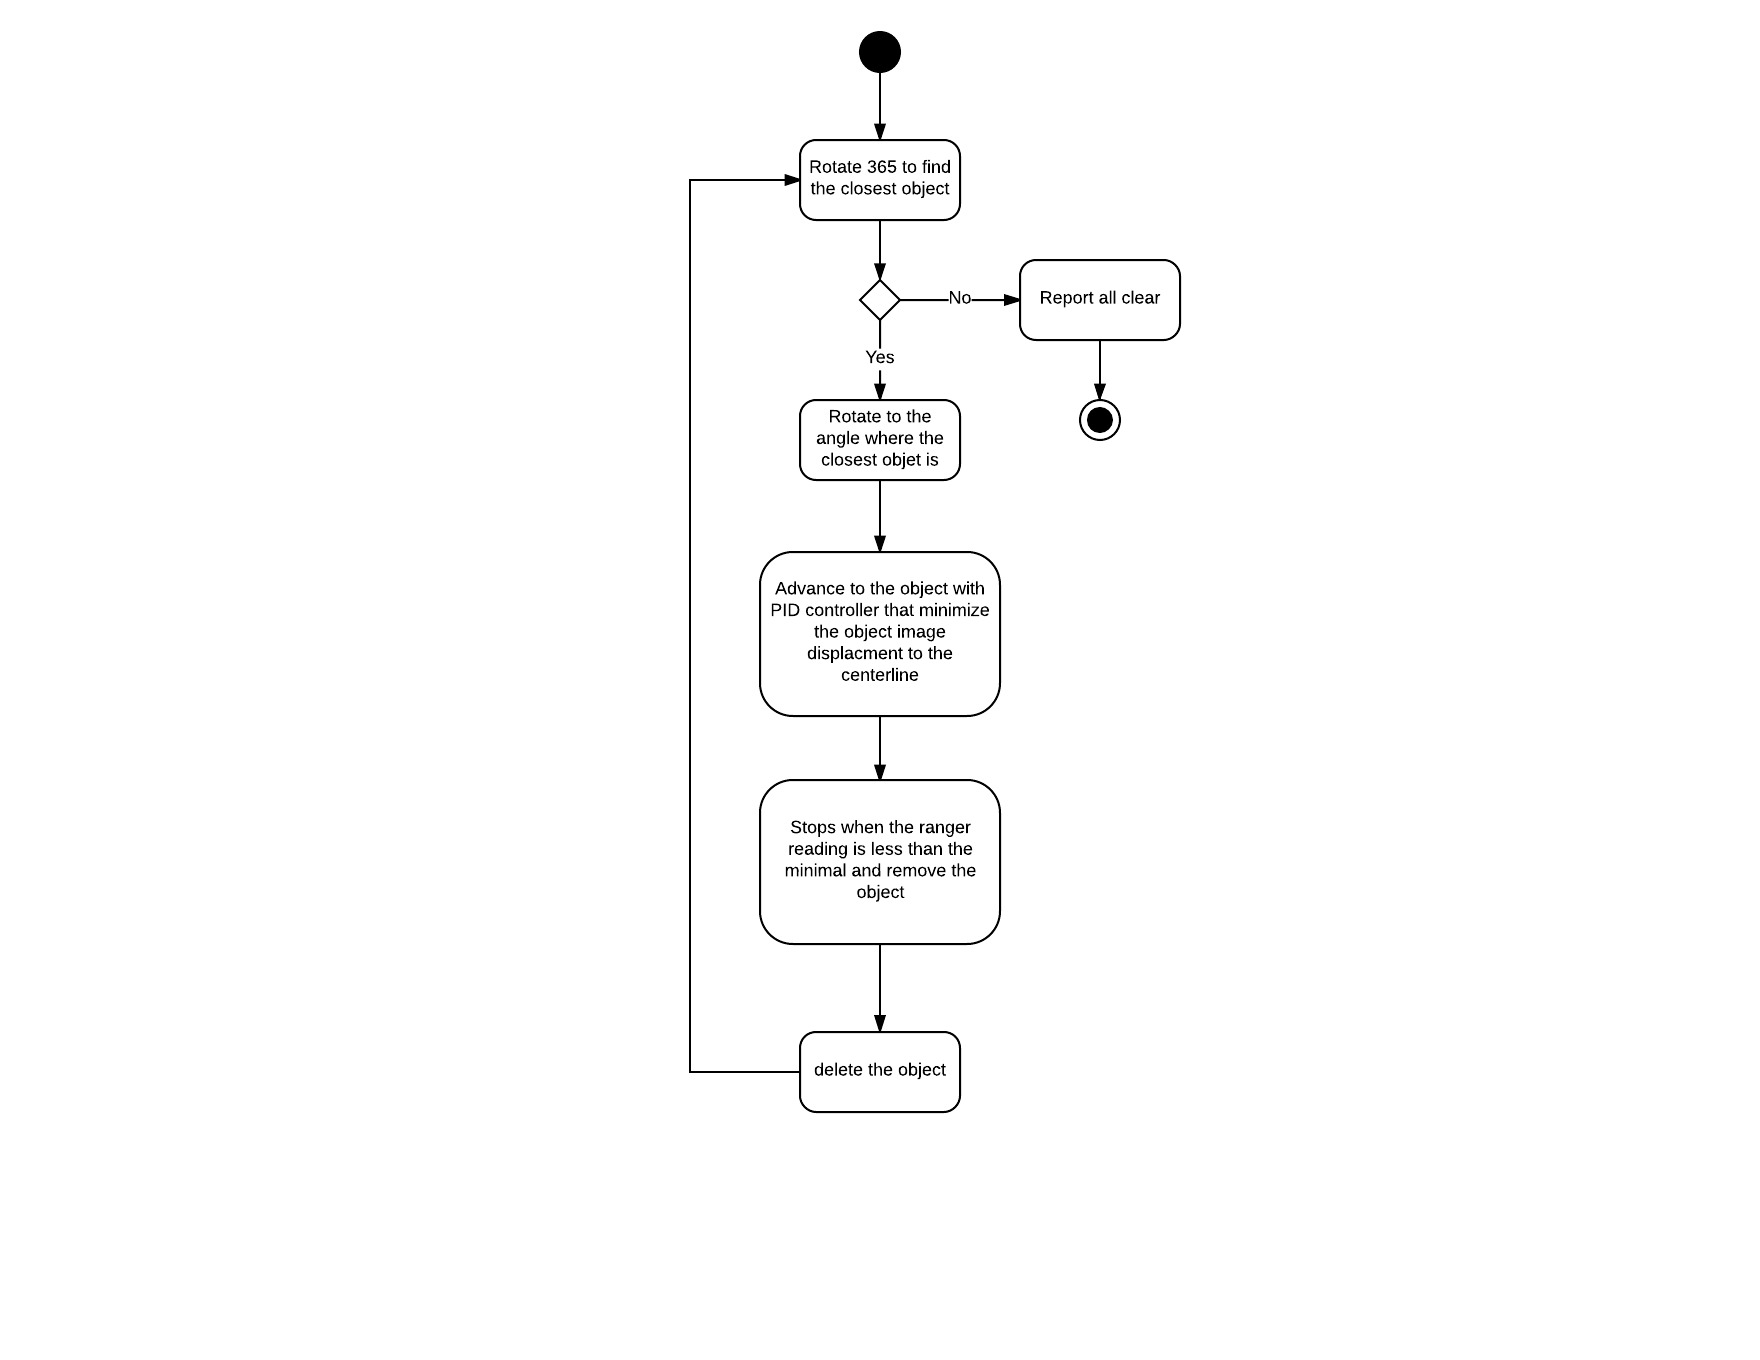 Rotate 365 to find
the closest object
No
Report all clear
Yes
Rotate to the
angle where the
closest objet is
Advance to the object with
PID controller that minimize
the object image
displacment to the
centerline
Stops when the ranger
reading is less than the
minimal and remove the
object
delete the object